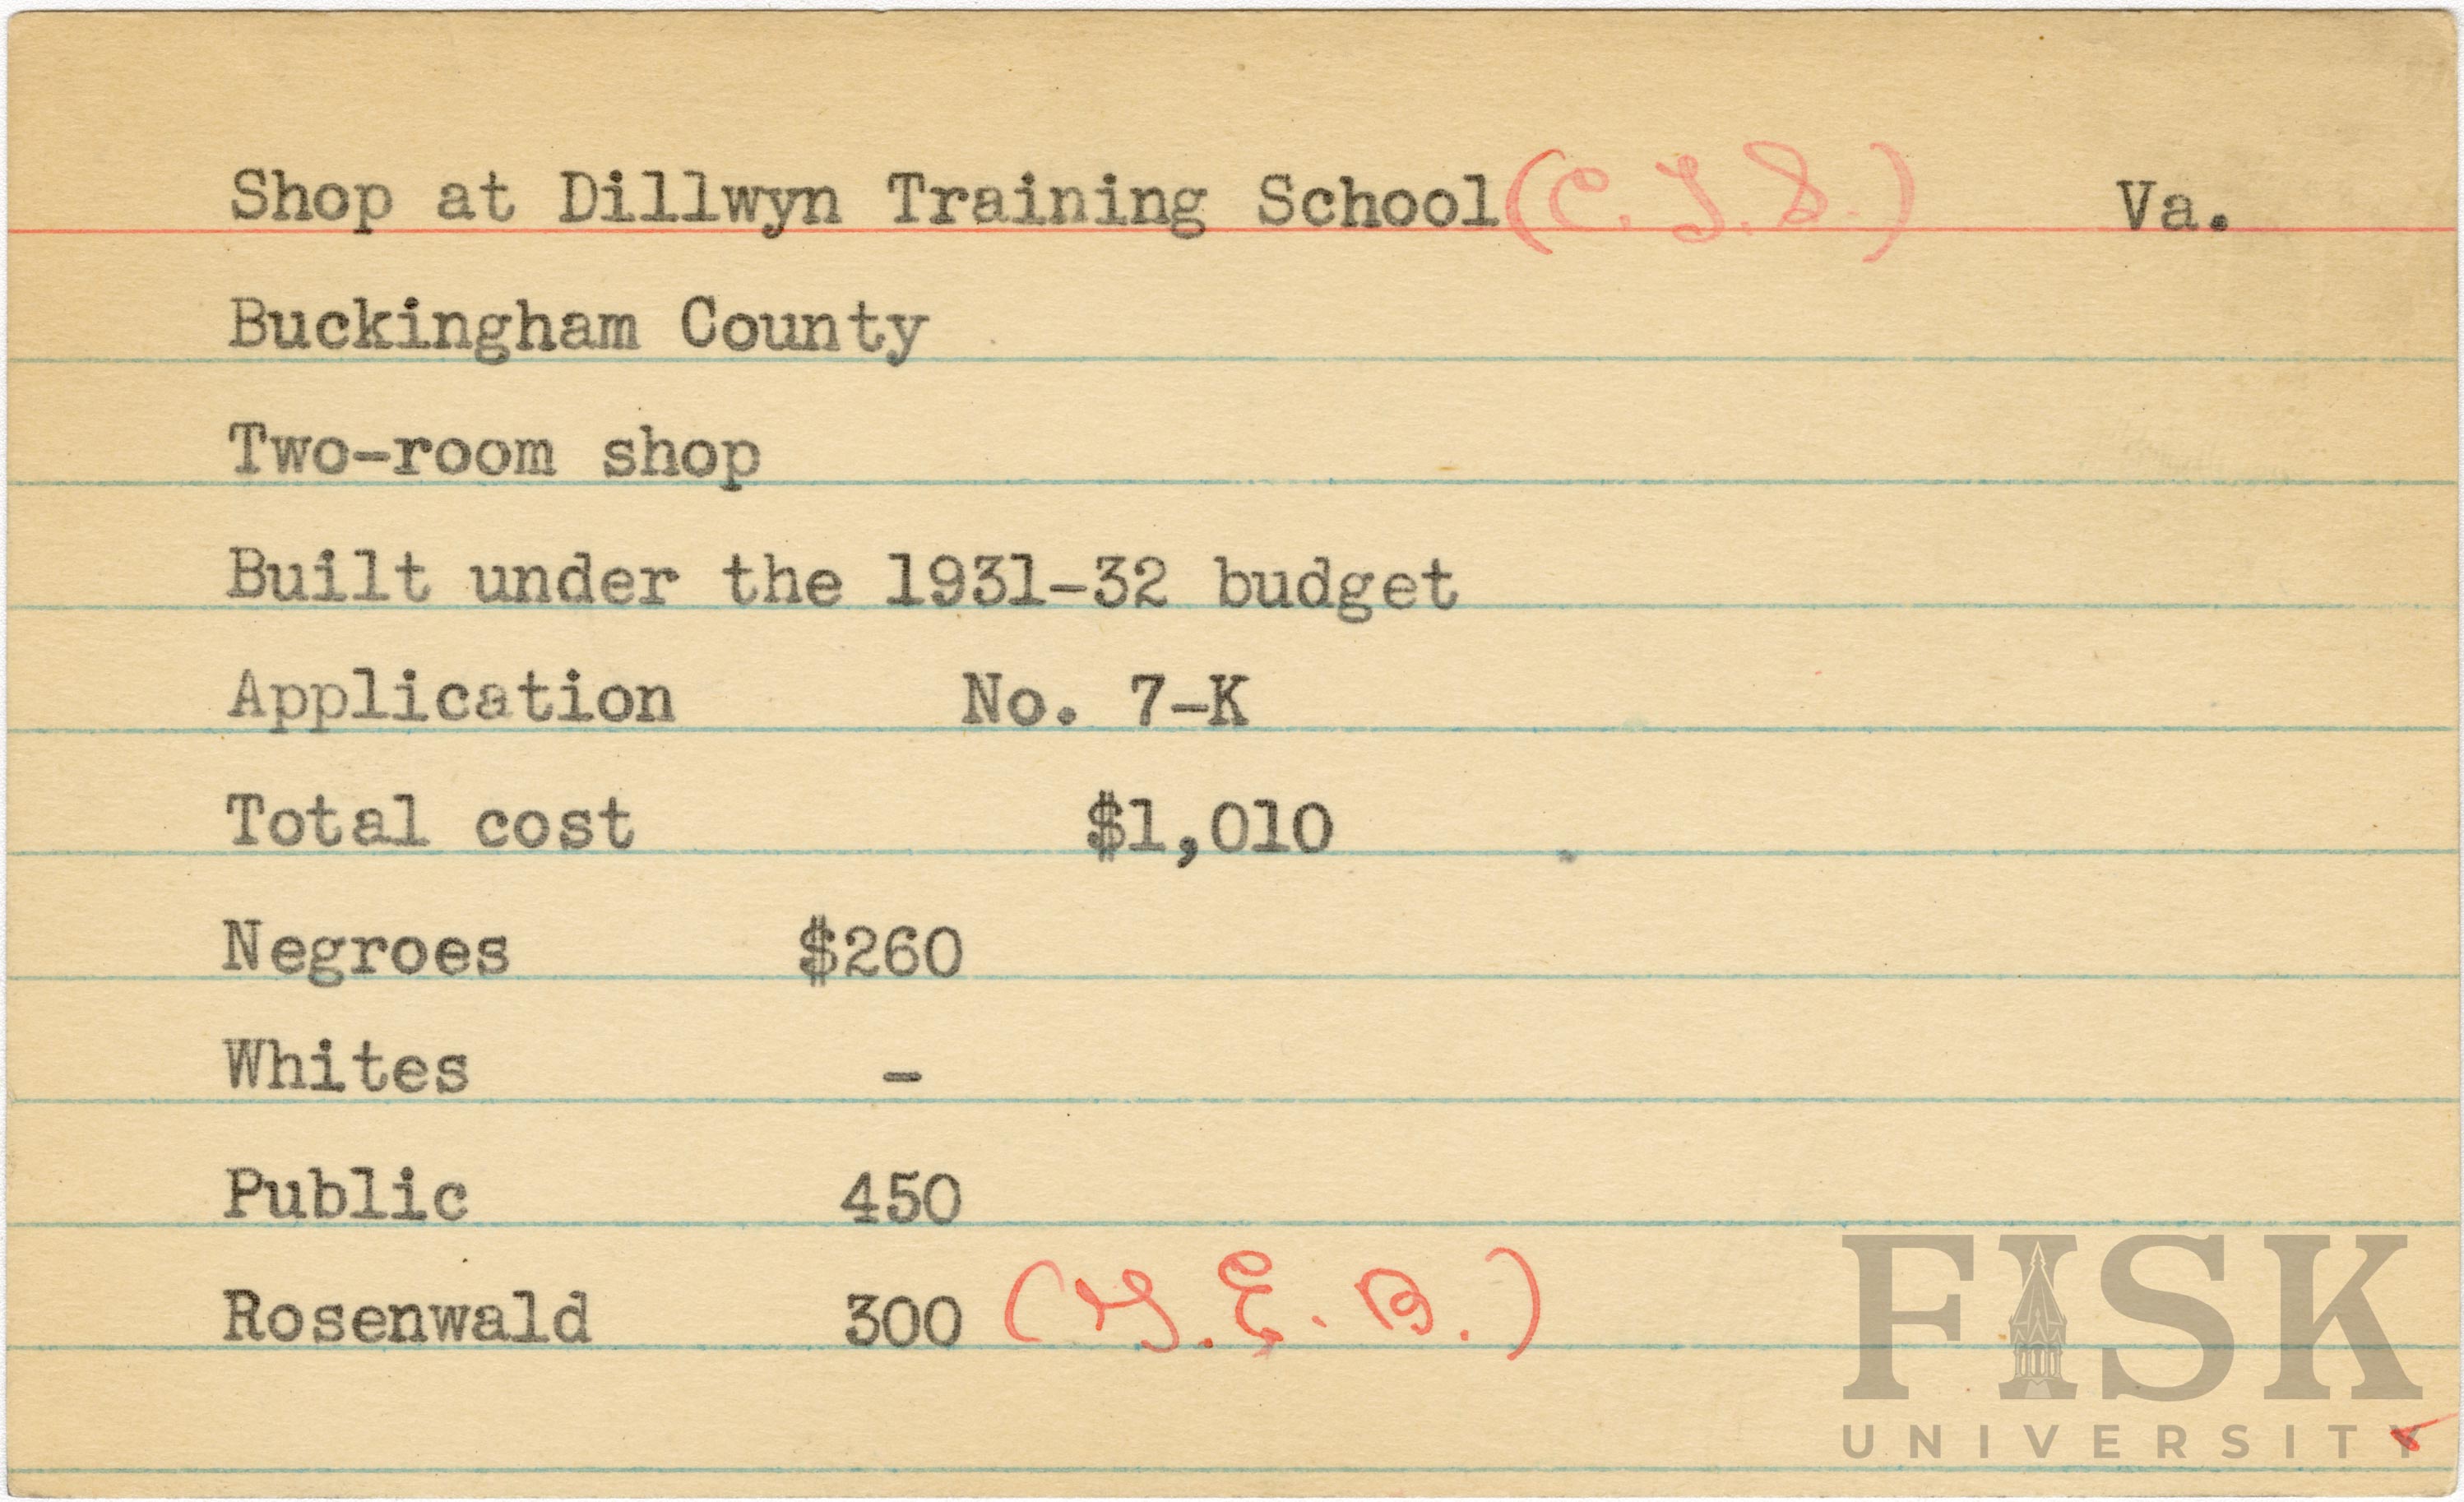 Shop at Dillwyn Training School (C.T.S.) Va.
Buckingham County
Two-room shop
Built under the 1931-32 budget
Application No. 7-K
Total cost $1,010
Negroes $260
Whites -
Public 450
Rosenwald 300 (G.E.B.)
FISK
UNIVERSITY